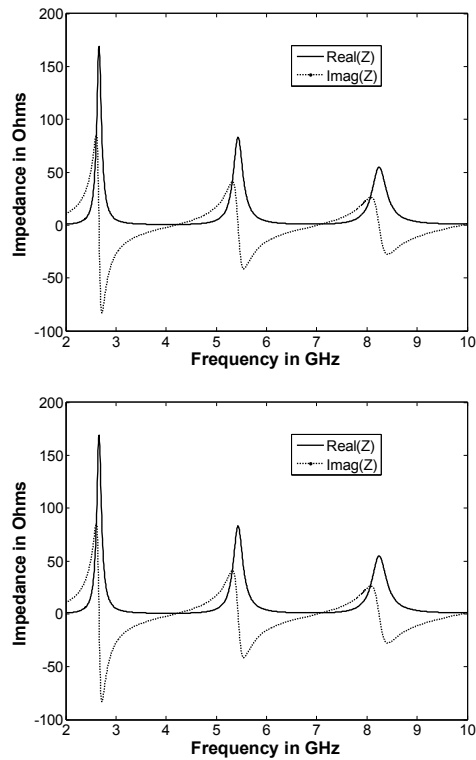 200
150
100
50
0
-50
-100
Impedance in Ohms
Real(Z)
Imag(Z)
2 3 4 5 6 7 8 9 10
Frequency in GHz
200
150
100
50
0
-50
-100
Impedance in Ohms
Real(Z)
Imag(Z)
2 3 4 5 6 7 8 9 10
Frequency in GHz